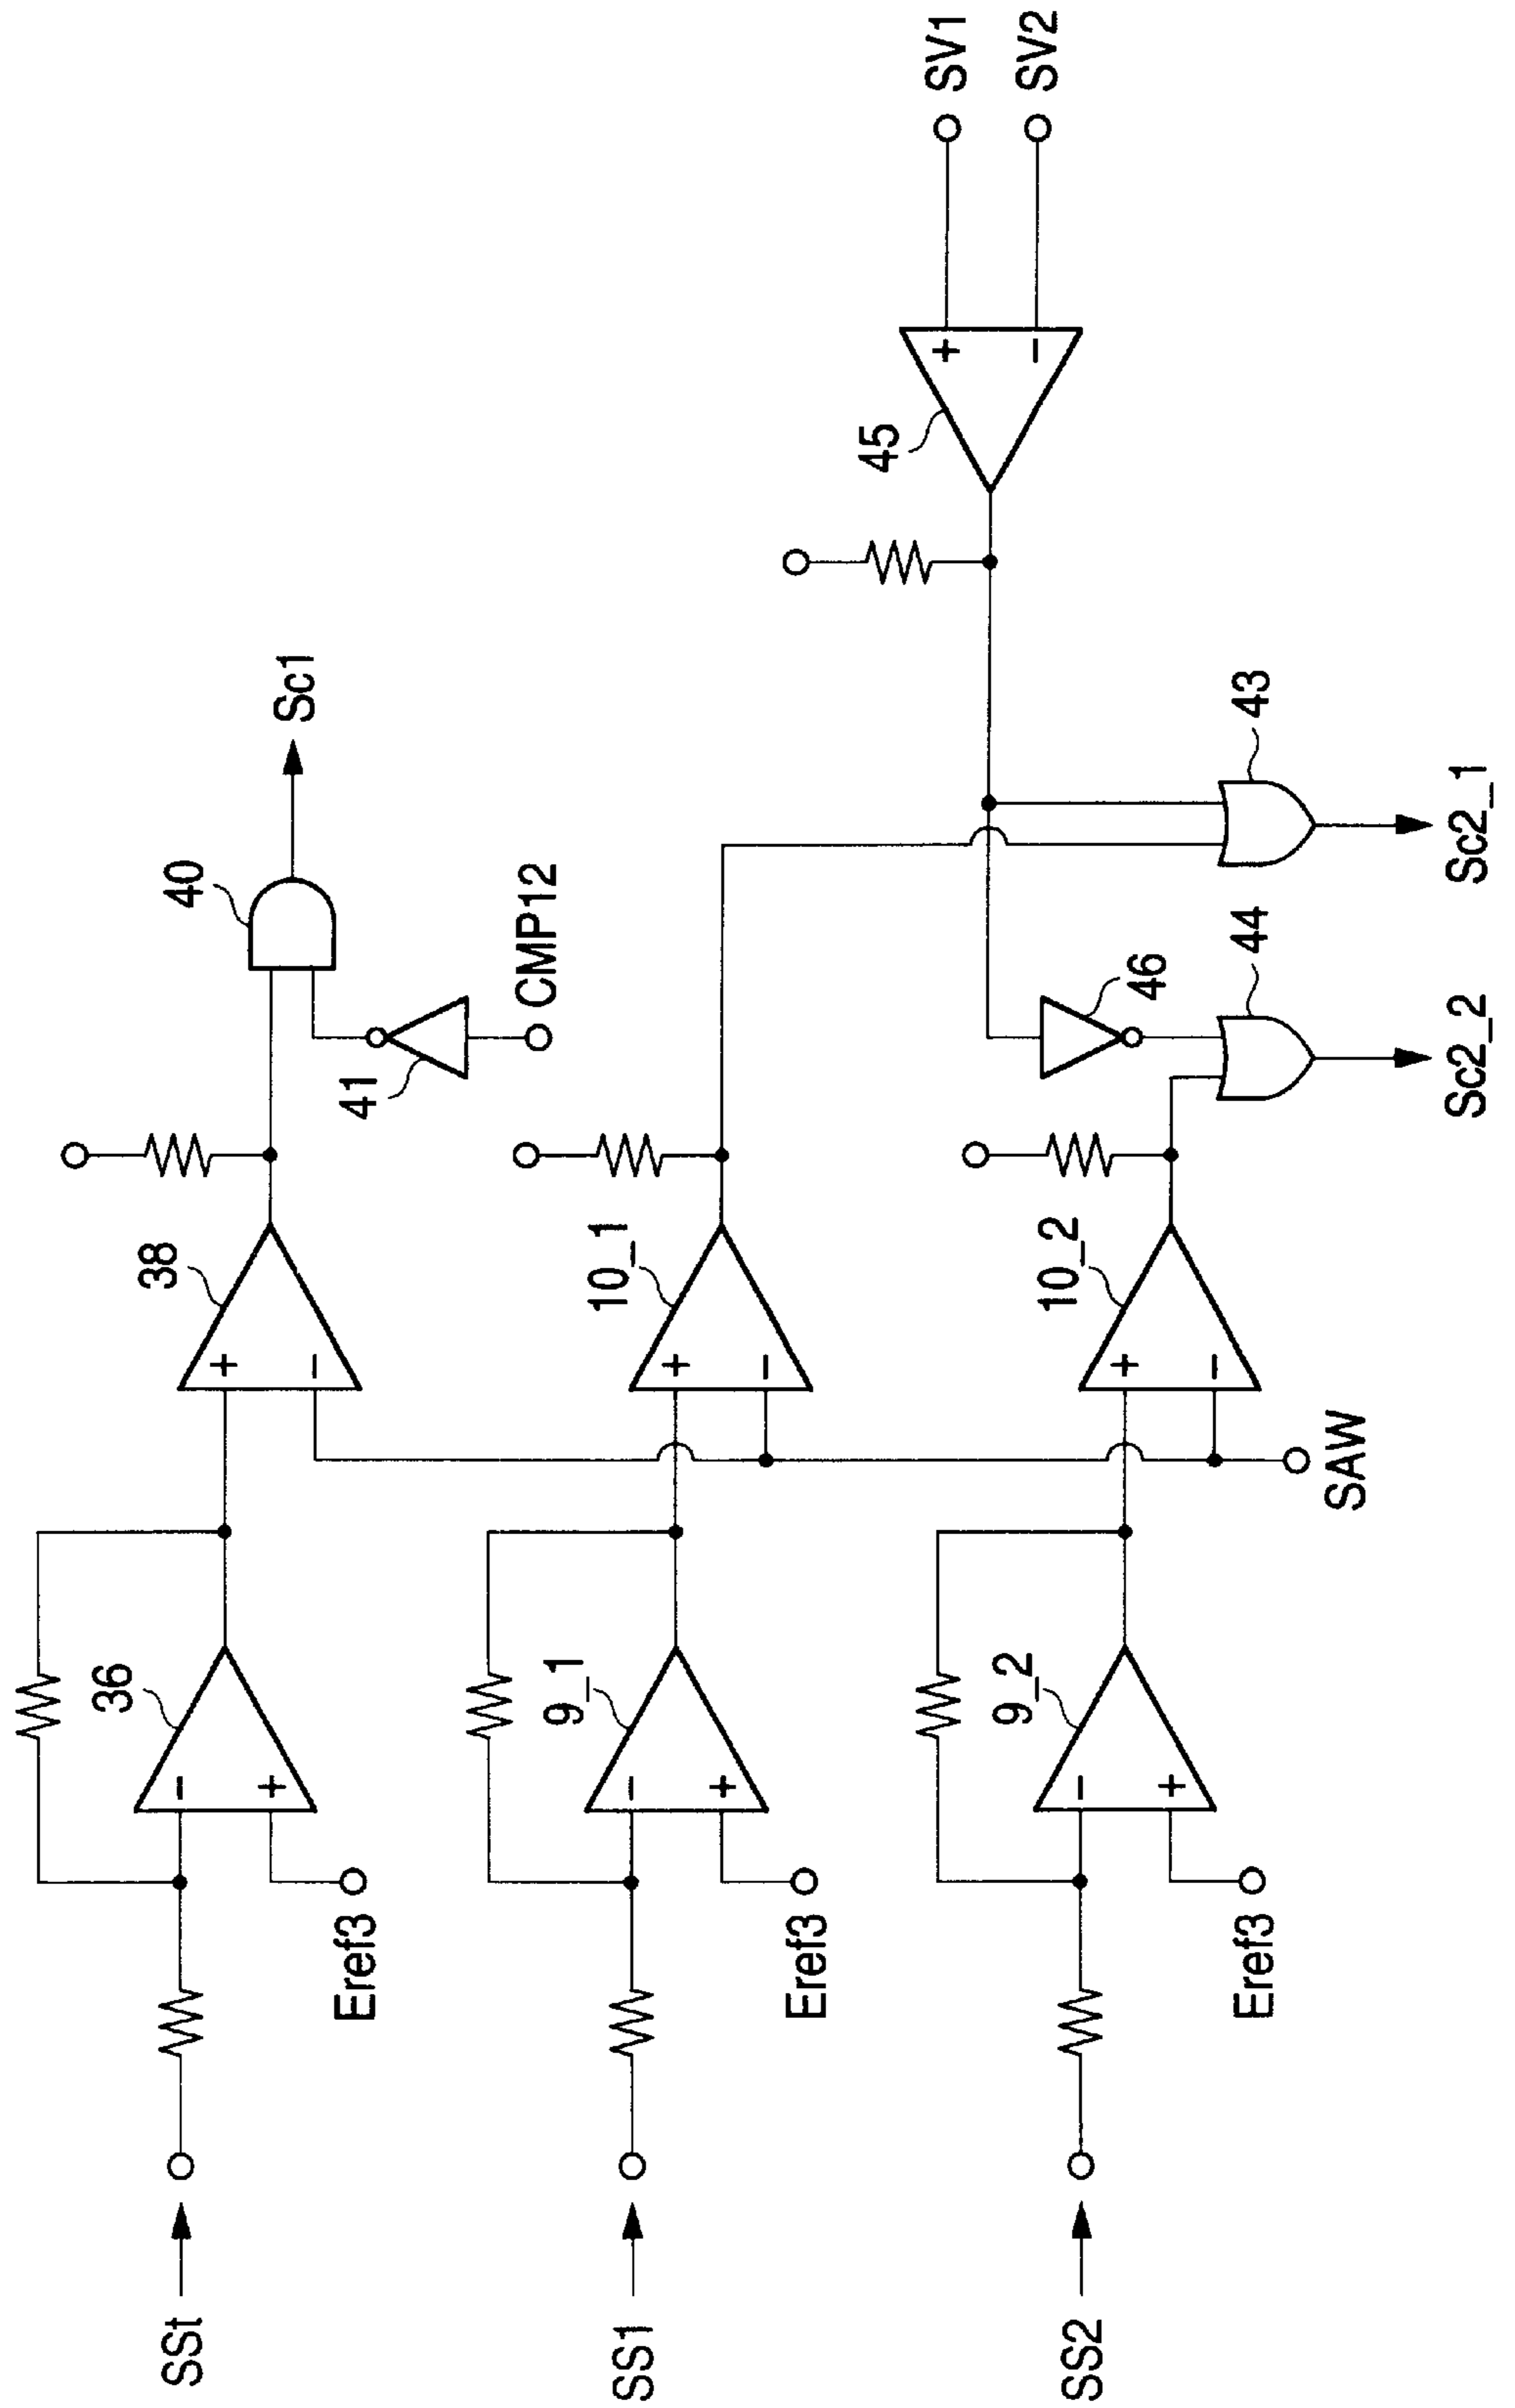 SSt
36
Eref3
38
40
41
CMP12
Sc1
SS1
9_1
Eref3
10_1
45
SV1
SV2
SS2
9_2
Eref3
SAW
10_2
46
44
43
Sc2_2
Sc2_1